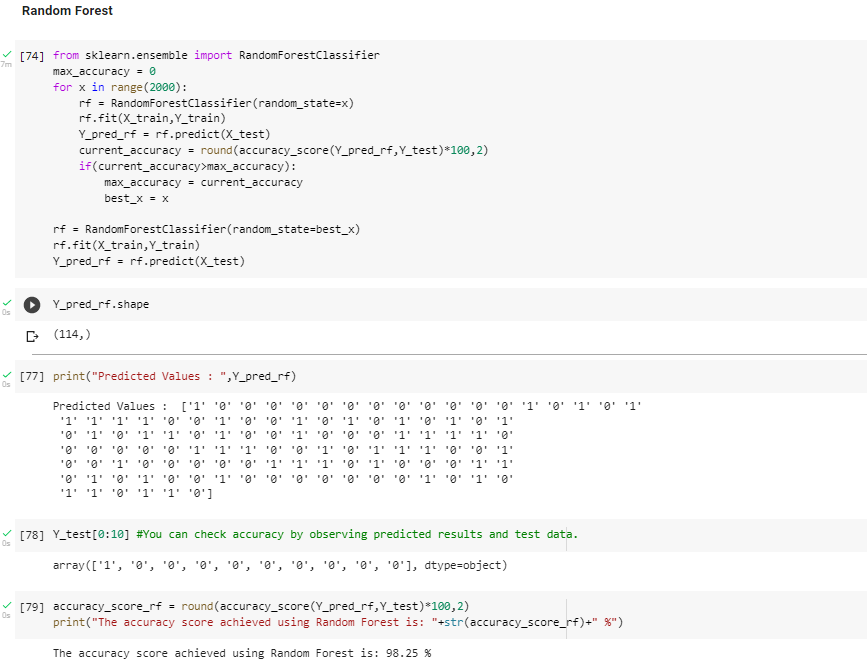 Random Forest
[74] from sklearn.ensemble import RandomForestClassifier
7m
max_accuracy = 0
for x in range(2000):
rf = RandomForestClassifier(random_state=x)
rf.fit(X_train,Y_train)
Y_pred_rf = rf.predict(X_test)
current_accuracy = round(accuracy_score(Y_pred_rf,Y_test)*100,2)
if(current_accuracy>max_accuracy):
max_accuracy = current_accuracy
best_x = x
rf = RandomForestClassifier(random_state=best_x)
rf.fit(X_train,Y_train)
Y_pred_rf = rf.predict(X_test)
Y_pred_rf.shape
0s
(114,)
[77] print("Predicted Values : ",Y_pred_rf)
0s
Predicted Values :  ['1' '0' '0' '0' '0' '0' '0' '0' '0' '0' '0' '0' '0' '1' '0' '1' '0' '1'
'1' '1' '1' '1' '0' '0' '1' '0' '0' '1' '0' '1' '0' '1' '0' '1' '0' '1'
'0' '1' '0' '1' '1' '0' '1' '0' '0' '1' '0' '0' '0' '1' '1' '1' '1' '0'
'0' '0' '0' '0' '0' '1' '1' '1' '0' '0' '1' '0' '1' '1' '1' '0' '0' '1'
'0' '0' '1' '0' '0' '0' '0' '0' '1' '1' '1' '0' '1' '0' '0' '0' '1' '1'
'0' '1' '0' '1' '0' '0' '1' '0' '0' '0' '0' '0' '0' '0' '1' '0' '1' '0'
'1' '1' '0' '1' '1' '0']
[78] Y_test[0:10] #You can check accuracy by observing predicted results and test data.
0s
array(['1', '0', '0', '0', '0', '0', '0', '0', '0', '0'], dtype=object)
[79] accuracy_score_rf = round(accuracy_score(Y_pred_rf,Y_test)*100,2)
0s
print("The accuracy score achieved using Random Forest is: "+str(accuracy_score_rf)+" %")
The accuracy score achieved using Random Forest is: 98.25 %